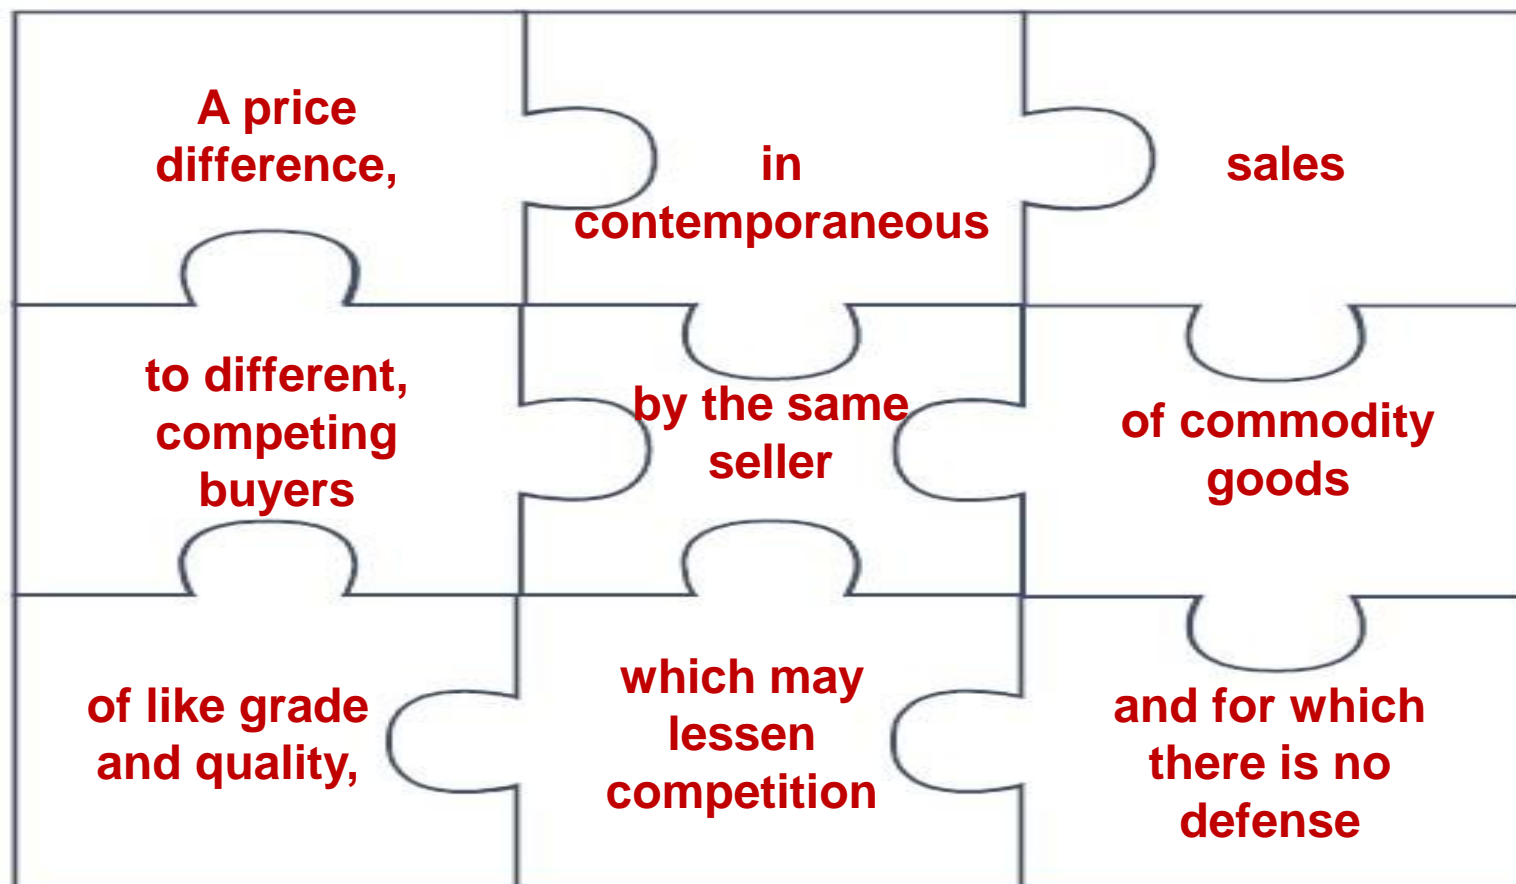 A price
difference,
in
contemporaneous
sales
to different,
competing
buyers
by the same
seller
of commodity
goods
of like grade
and quality,
which may
lessen
competition
and for which
there is no
defense